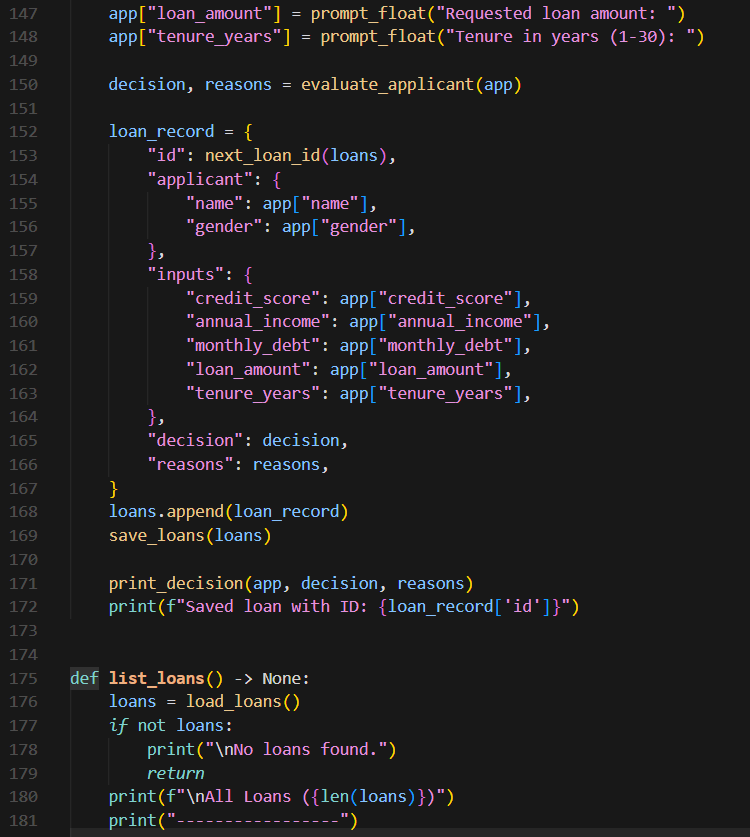 147 app["loan_amount"] = prompt_float("Requested loan amount: ")
148 app["tenure_years"] = prompt_float("Tenure in years (1-30): ")
149
150 decision, reasons = evaluate_applicant(app)
151
152 loan_record = {
153 "id": next_loan_id(loans),
154 "applicant": {
155 "name": app["name"],
156 "gender": app["gender"],
157 },
158 "inputs": {
159 "credit_score": app["credit_score"],
160 "annual_income": app["annual_income"],
161 "monthly_debt": app["monthly_debt"],
162 "loan_amount": app["loan_amount"],
163 "tenure_years": app["tenure_years"],
164 },
165 "decision": decision,
166 "reasons": reasons,
167 }
168 loans.append(loan_record)
169 save_loans(loans)
170
171 print_decision(app, decision, reasons)
172 print(f"Saved loan with ID: {loan_record['id']}")
173
174
175 def list_loans() -> None:
176 loans = load_loans()
177 if not loans:
178 print("\nNo loans found.")
179 return
180 print(f"\nAll Loans ({len(loans)})")
181 print("-----------------")